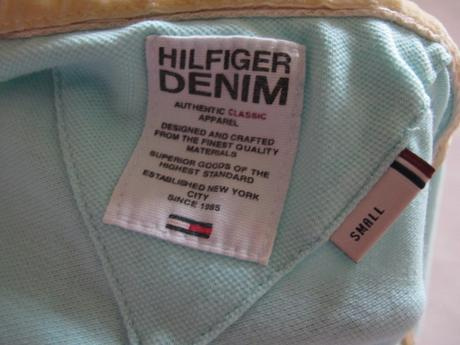 HILFIGER
DENIM
AUTHENTIC CLASSIC
APPAREL
DESIGNED AND CRAFTED
FROM THE FINEST QUALITY
MATERIALS
SUPERIOR GOODS OF THE
HIGHEST STANDARD
ESTABLISHED NEW YORK
CITY
SINCE 1985
SMALL